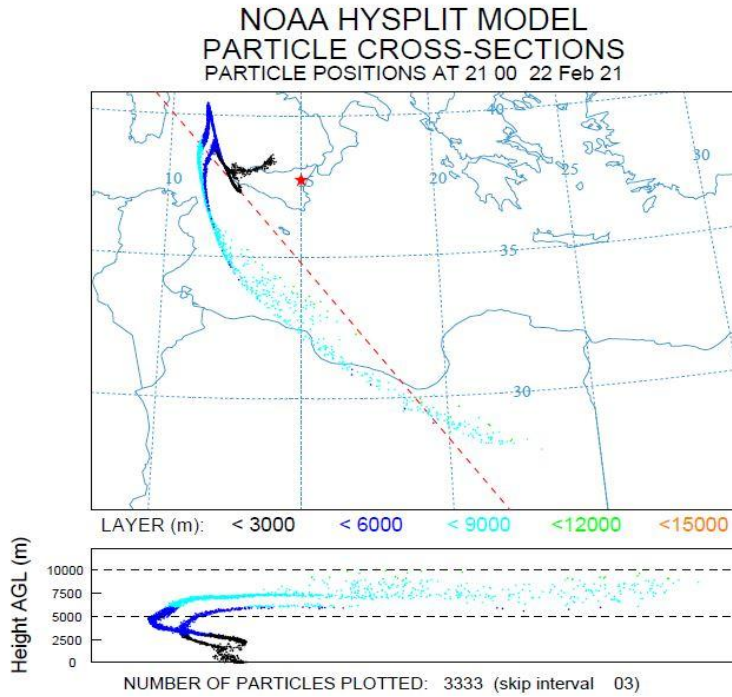 NOAA HYSPLIT MODEL
PARTICLE CROSS-SECTIONS
PARTICLE POSITIONS AT 21 00 22 Feb 21
40
30
25
10
20
35
30
LAYER (m): < 3000 < 6000 < 9000 <12000 <15000
Height AGL (m)
10000
7500
5000
2500
0
NUMBER OF PARTICLES PLOTTED: 3333 (skip interval 03)